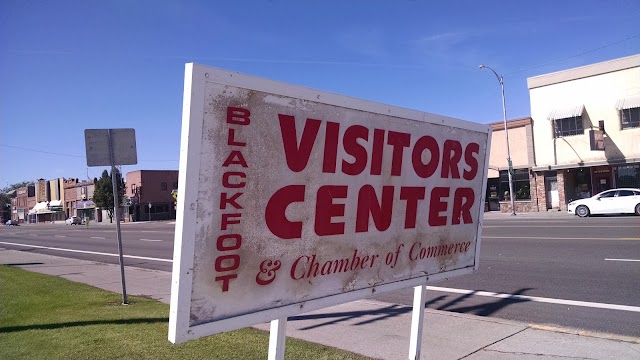 BLACKFOOT
VISITORS
CENTER
& Chamber of Commerce